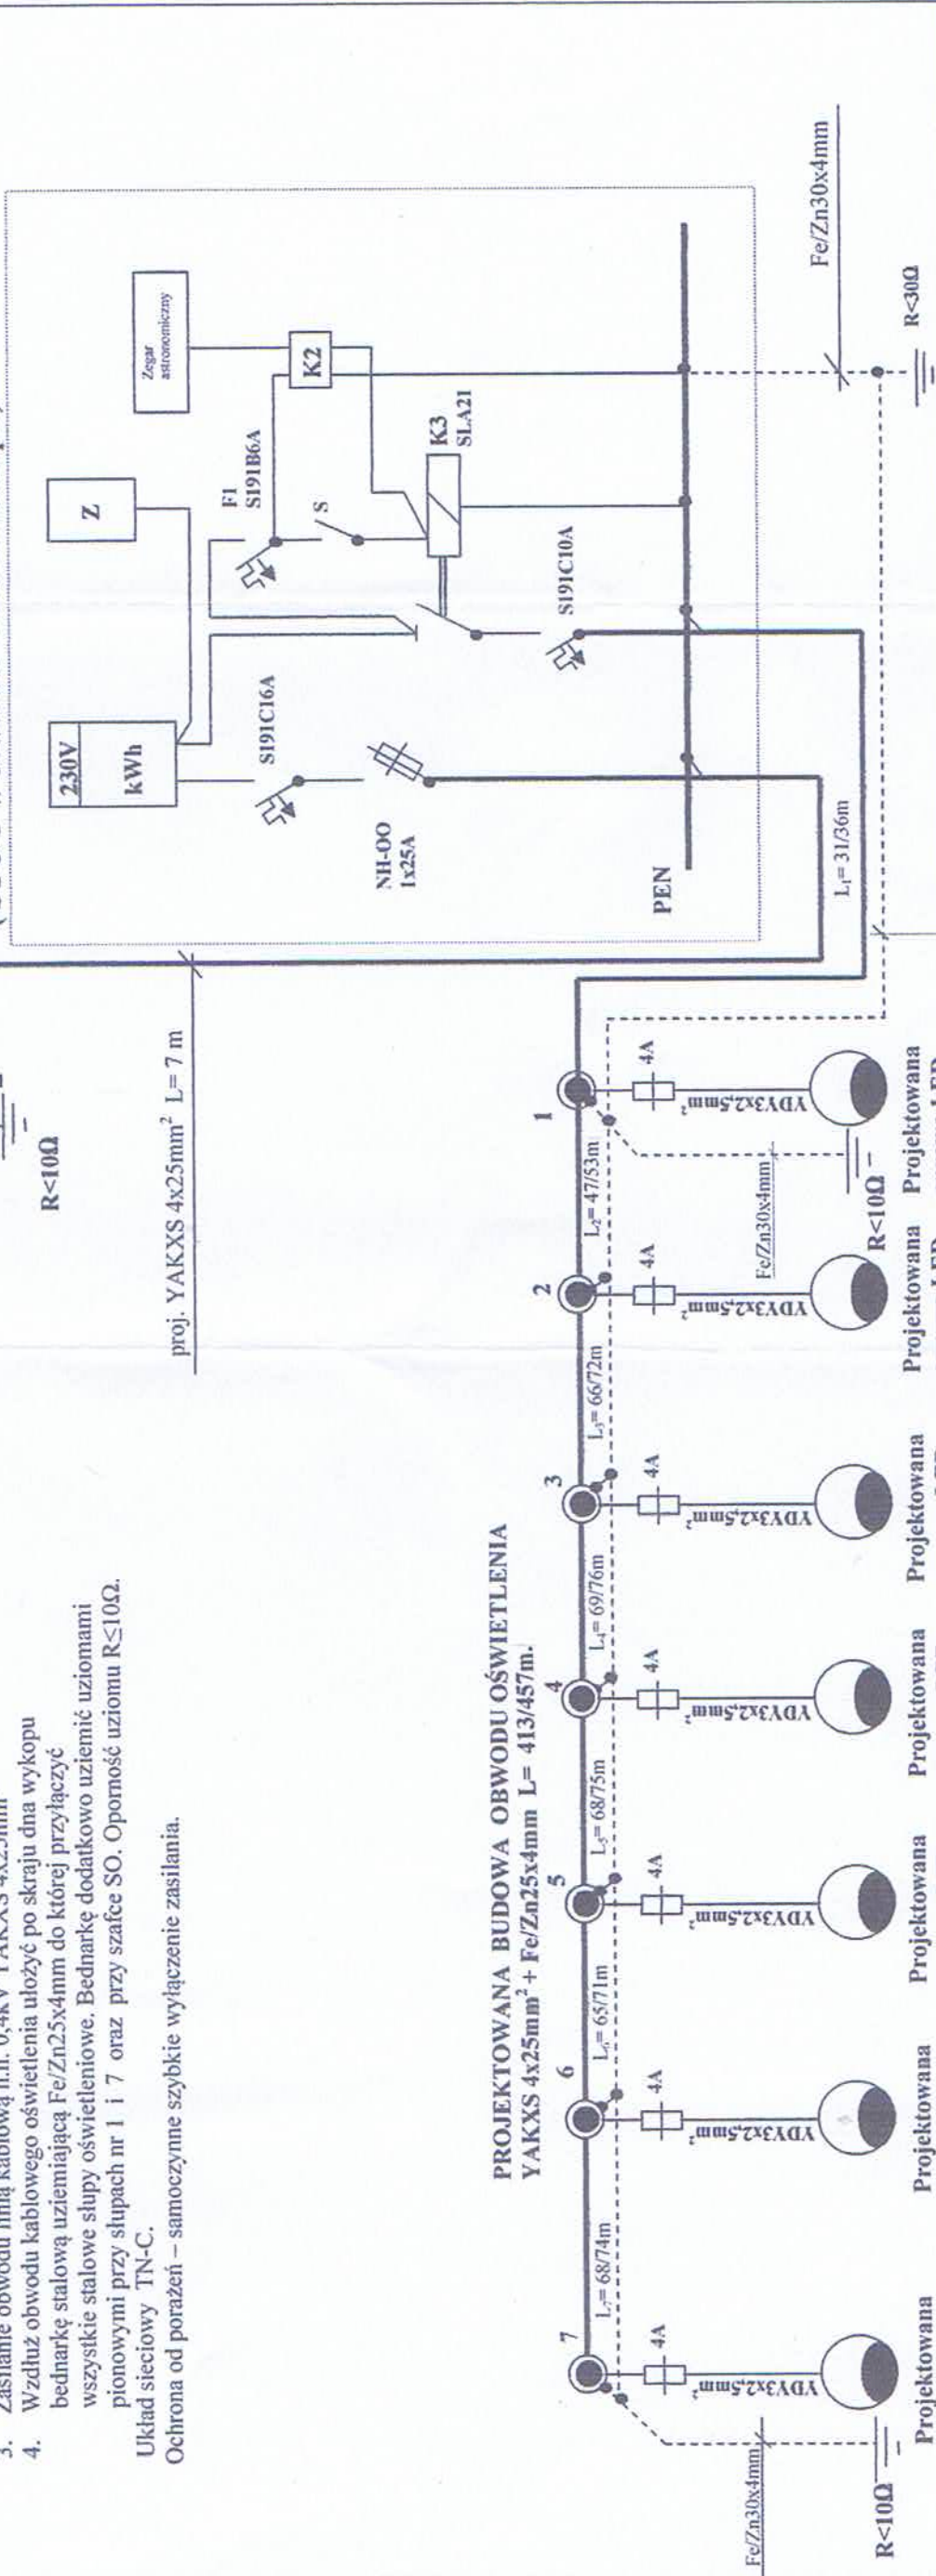 3. Zasilanie obwodu linią kablową n.n. 0,4kV YAKXS 4x25mm
4. Wzdłuż obwodu kablowego oświetlenia ułożyć po skraju dna wykopu
bednarkę stalową uziemiającą Fe/Zn25x4mm do której przyłączyć
wszystkie stalowe słupy oświetleniowe. Bednarkę dodatkowo uziemić uziomami
pionowymi przy słupach nr 1 i 7 oraz przy szafce SO. Oporność uziomu R≤10Ω.
Układ sieciowy TN-C.
Ochrona od porażeń – samoczynne szybkie wyłączenie zasilania.
R<10Ω
proj. YAKXS 4x25mm² L= 7 m
230V
kWh
Z
Zegar
astronomiczny
S191C16A
F1
S191B6A
S
K2
K3
SLA21
NH-OO
1x25A
S191C10A
PEN
L₁= 31/36m
Fe/Zn30x4mm
R<30Ω
PROJEKTOWANA BUDOWA OBWODU OŚWIETLENIA
YAKXS 4x25mm² + Fe/Zn25x4mm L= 413/457m.
7
6
5
4
3
2
1
L₇= 68/74m
L₆= 65/71m
L₅= 68/75m
L₄= 69/76m
L₃= 66/72m
L₂= 47/53m
4A
4A
4A
4A
4A
4A
4A
YDY3x2,5mm²
YDY3x2,5mm²
YDY3x2,5mm²
YDY3x2,5mm²
YDY3x2,5mm²
YDY3x2,5mm²
YDY3x2,5mm²
Fe/Zn30x4mm
Fe/Zn30x4mm
R<10Ω
R<10Ω
Projektowana
Projektowana
Projektowana
Projektowana
Projektowana
Projektowana
Projektowana